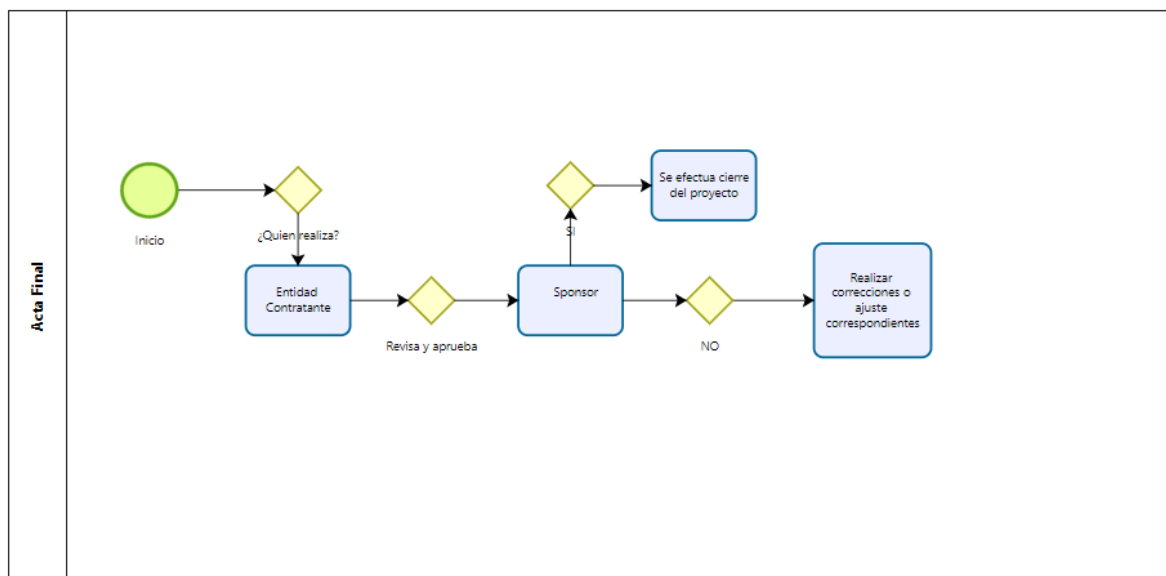 Acta Final
Inicio
¿Quien realiza?
Entidad
Contratante
Revisa y aprueba
Sponsor
SI
Se efectua cierre
del proyecto
NO
Realizar
correcciones o
ajuste
correspondientes